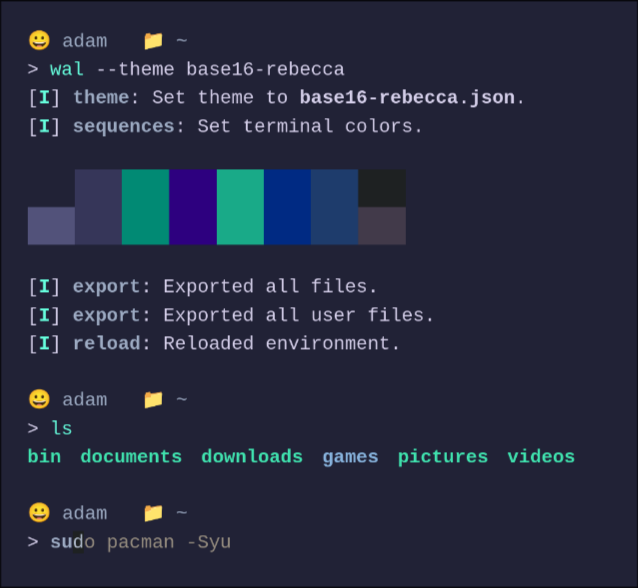 😀 adam 📁 ~
> wal --theme base16-rebecca
[I] theme: Set theme to base16-rebecca.json.
[I] sequences: Set terminal colors.
[I] export: Exported all files.
[I] export: Exported all user files.
[I] reload: Reloaded environment.
😀 adam 📁 ~
> ls
bin documents downloads games pictures videos
😀 adam 📁 ~
> sudo pacman -Syu